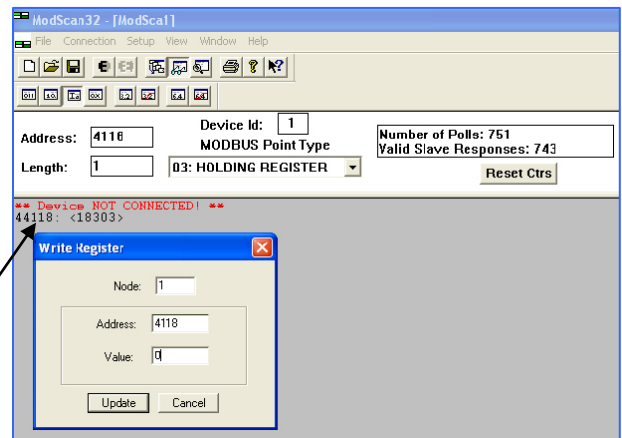 ModScan32 - [ModSca1]
File Connection Setup View Window Help
Address: 4118
Device Id: 1
MODBUS Point Type
Length: 1
03: HOLDING REGISTER
Number of Polls: 751
Valid Slave Responses: 743
Reset Ctrs
** Device NOT CONNECTED! **
44118: <18303>
Write Register
Node: 1
Address: 4118
Value: 0
Update Cancel